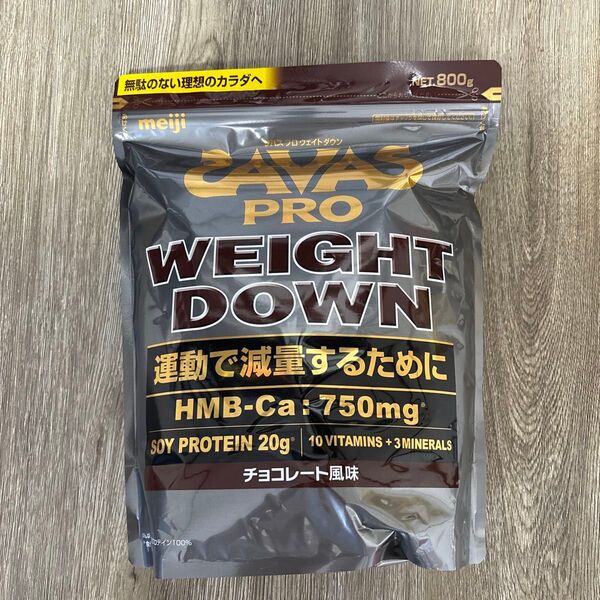 無駄のない理想のカラダへ
NET.800g
meiji
ザバス プロ ウェイトダウン
SAVAS
PRO
WEIGHT
DOWN
運動で減量するために
HMB-Ca:750mg
SOY PROTEIN 20g
10 VITAMINS + 3 MINERALS
チョコレート風味